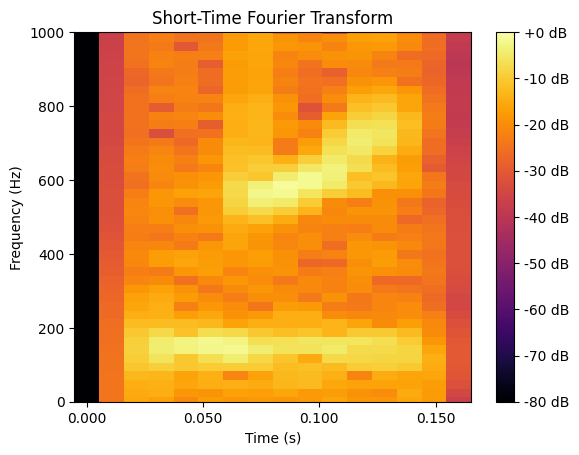 Short-Time Fourier Transform
1000
800
600
400
200
0
Frequency (Hz)
0.000
0.050
0.100
0.150
Time (s)
+0 dB
-10 dB
-20 dB
-30 dB
-40 dB
-50 dB
-60 dB
-70 dB
-80 dB